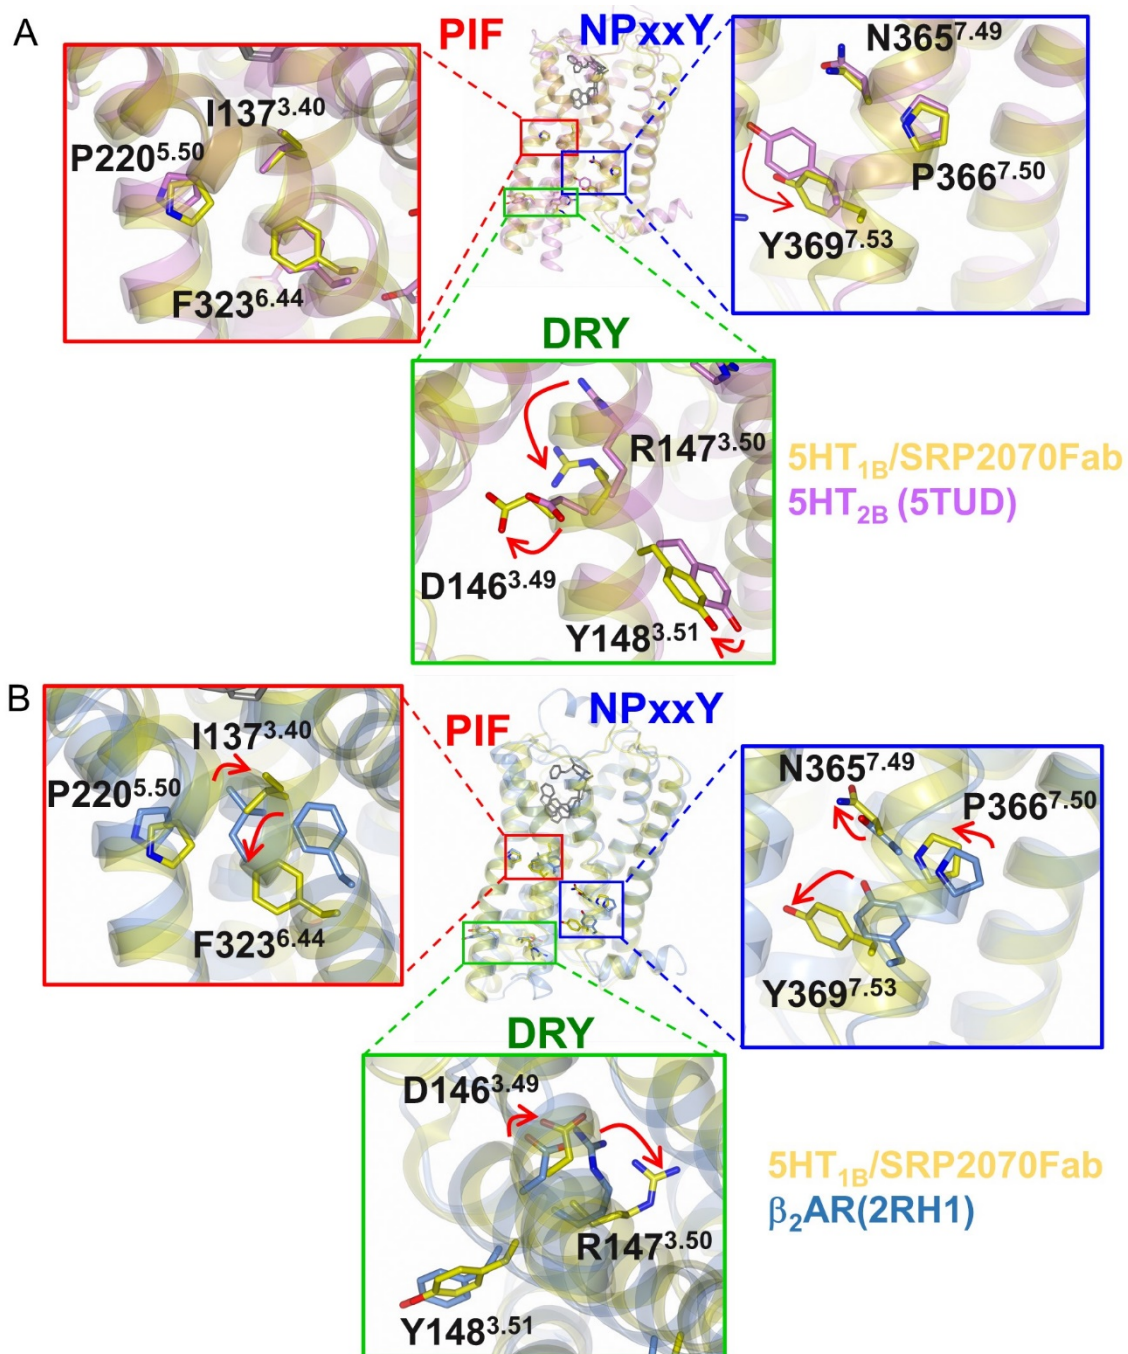 A
PIF
NPxxY
I137³·⁴⁰
P220⁵·⁵⁰
F323⁶·⁴⁴
N365⁷·⁴⁹
P366⁷·⁵⁰
Y369⁷·⁵³
DRY
R147³·⁵⁰
D146³·⁴⁹
Y148³·⁵¹
5HT₁B/SRP2070Fab
5HT₂B (5TUD)
B
PIF
NPxxY
I137³·⁴⁰
P220⁵·⁵⁰
F323⁶·⁴⁴
N365⁷·⁴⁹
P366⁷·⁵⁰
Y369⁷·⁵³
DRY
D146³·⁴⁹
R147³·⁵⁰
Y148³·⁵¹
5HT₁B/SRP2070Fab
β₂AR(2RH1)